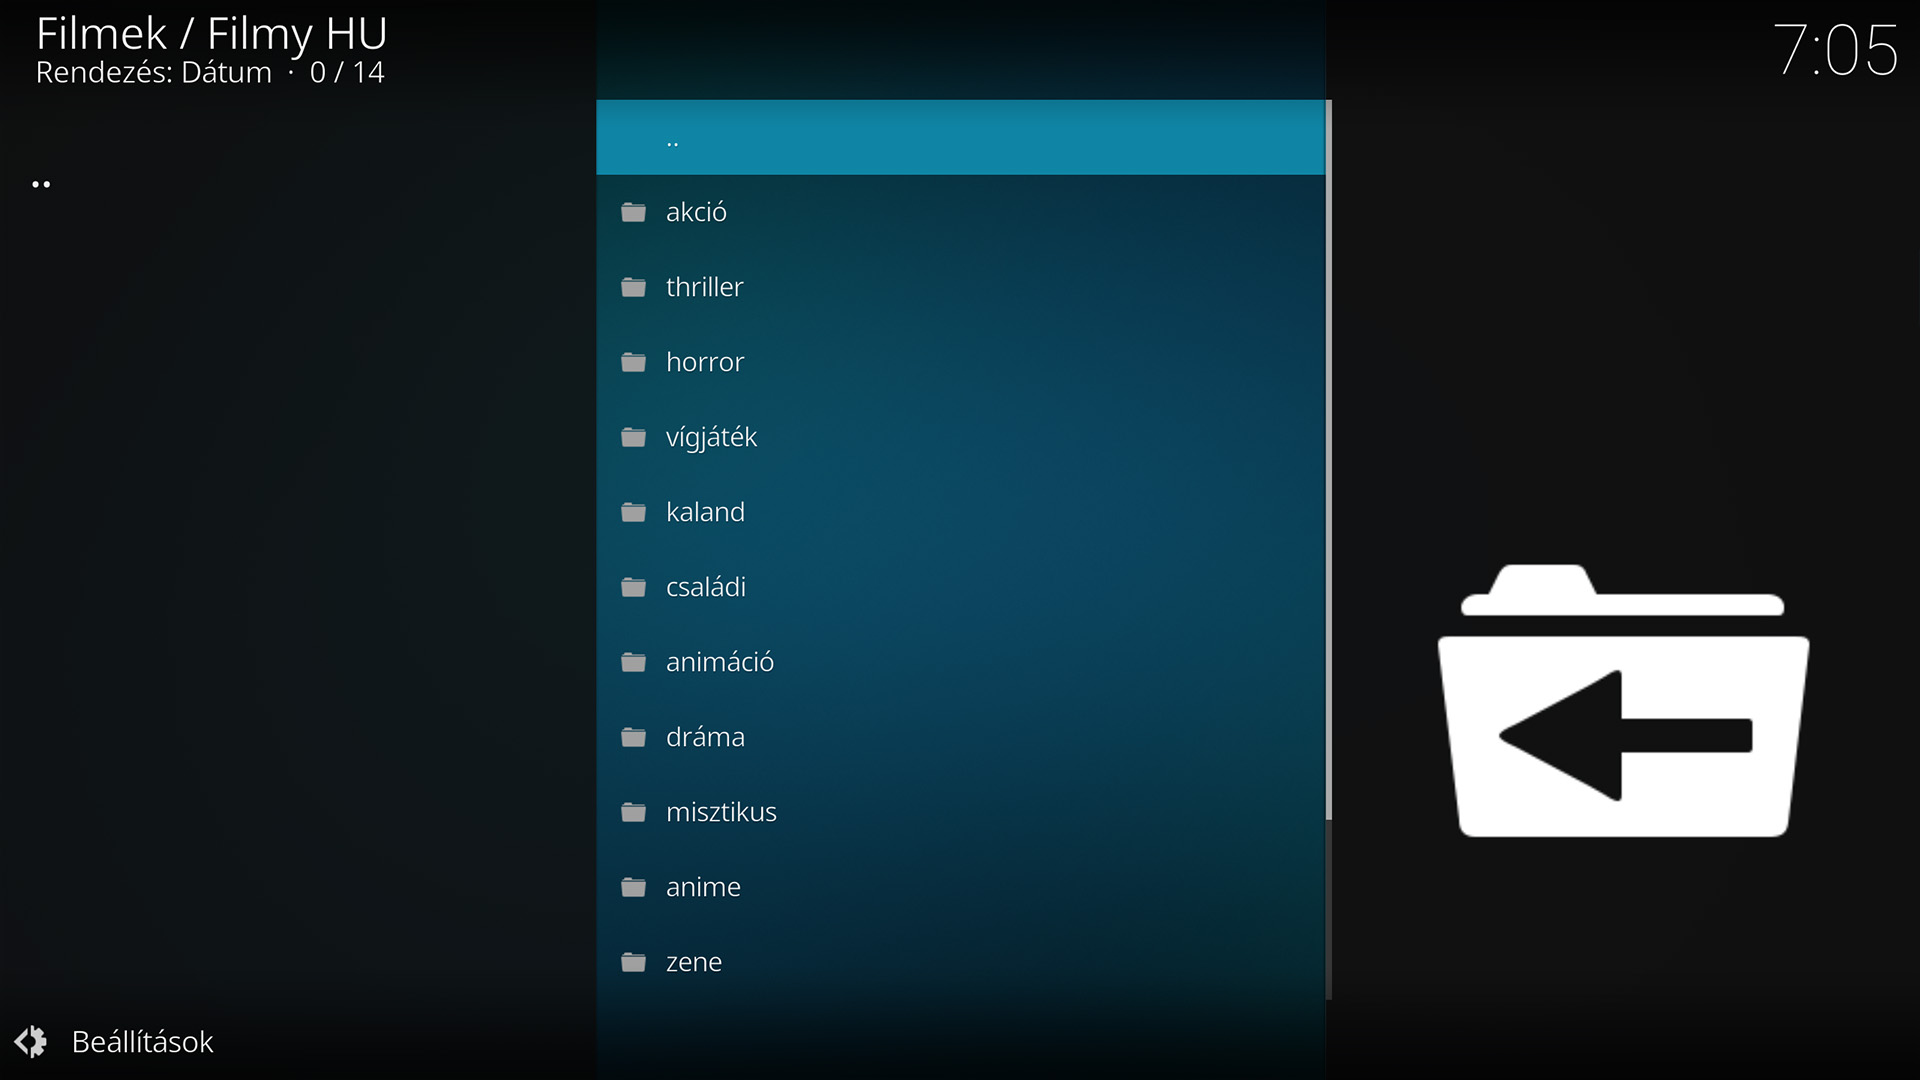 Filmek / Filmy HU
Rendezés: Dátum · 0 / 14
7:05
..
..
akció
thriller
horror
vígjáték
kaland
családi
animáció
dráma
misztikus
anime
zene
Beállítások